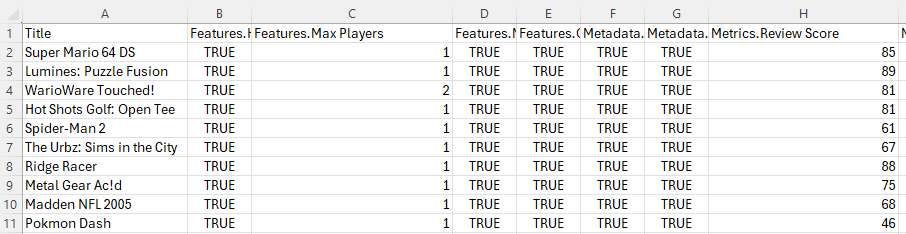 A B C D E F G H
1 Title Features.H Features.Max Players Features. Features.( Metadata. Metadata. Metrics.Review Score
2 Super Mario 64 DS TRUE 1 TRUE TRUE TRUE TRUE 85
3 Lumines: Puzzle Fusion TRUE 1 TRUE TRUE TRUE TRUE 89
4 WarioWare Touched! TRUE 2 TRUE TRUE TRUE TRUE 81
5 Hot Shots Golf: Open Tee TRUE 1 TRUE TRUE TRUE TRUE 81
6 Spider-Man 2 TRUE 1 TRUE TRUE TRUE TRUE 61
7 The Urbz: Sims in the City TRUE 1 TRUE TRUE TRUE TRUE 67
8 Ridge Racer TRUE 1 TRUE TRUE TRUE TRUE 88
9 Metal Gear Ac!d TRUE 1 TRUE TRUE TRUE TRUE 75
10 Madden NFL 2005 TRUE 1 TRUE TRUE TRUE TRUE 68
11 Pokmon Dash TRUE 1 TRUE TRUE TRUE TRUE 46